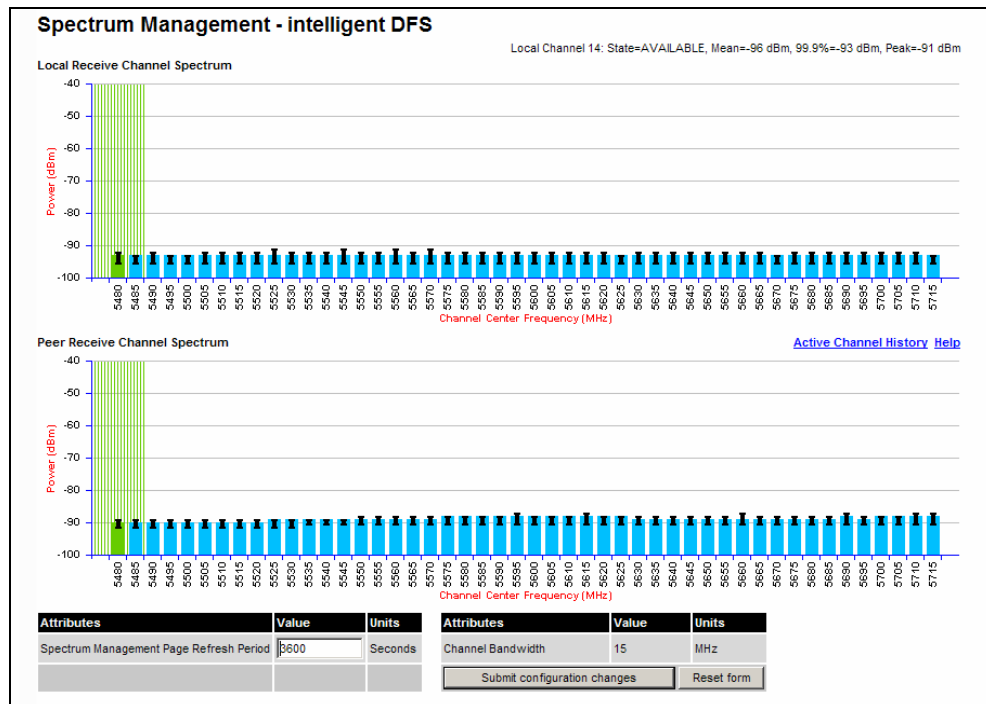 Spectrum Management - intelligent DFS
Local Channel 14: State=AVAILABLE, Mean=-96 dBm, 99.9%=-93 dBm, Peak=-91 dBm
Local Receive Channel Spectrum
-40
-50
-60
-70
-80
-90
-100
Power (dBm)
5480 5485 5490 5495 5500 5505 5510 5515 5520 5525 5530 5535 5540 5545 5550 5555 5560 5565 5570 5575 5580 5585 5590 5595 5600 5605 5610 5615 5620 5625 5630 5635 5640 5645 5650 5655 5660 5665 5670 5675 5680 5685 5690 5695 5700 5705 5710 5715
Channel Center Frequency (MHz)
Peer Receive Channel Spectrum
Active Channel History Help
-40
-50
-60
-70
-80
-90
-100
Power (dBm)
5480 5485 5490 5495 5500 5505 5510 5515 5520 5525 5530 5535 5540 5545 5550 5555 5560 5565 5570 5575 5580 5585 5590 5595 5600 5605 5610 5615 5620 5625 5630 5635 5640 5645 5650 5655 5660 5665 5670 5675 5680 5685 5690 5695 5700 5705 5710 5715
Channel Center Frequency (MHz)
Attributes Value Units
Spectrum Management Page Refresh Period 3600 Seconds
Attributes Value Units
Channel Bandwidth 15 MHz
Submit configuration changes Reset form